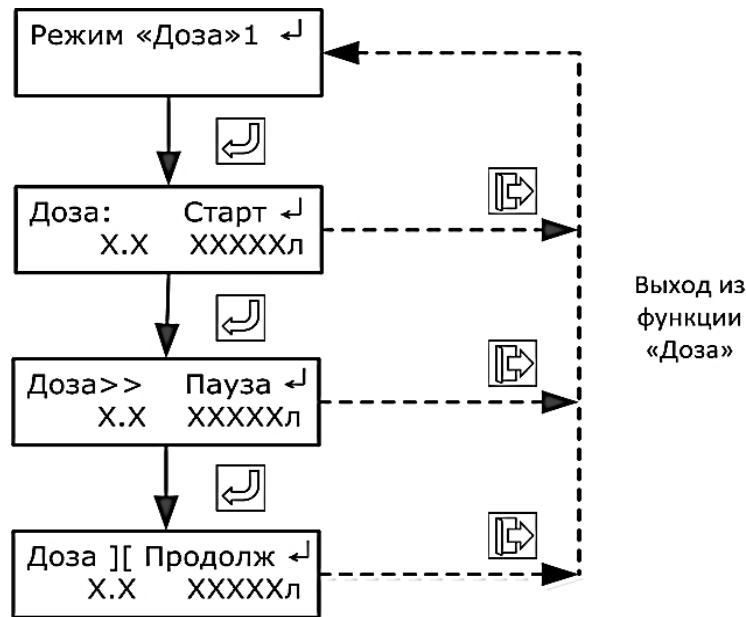 Режим «Доза»1 ↵
Доза: Старт ↵
X.X XXXXXл
Доза>> Пауза ↵
X.X XXXXXл
Доза ][ Продолж ↵
X.X XXXXXл
Выход из
функции
«Доза»